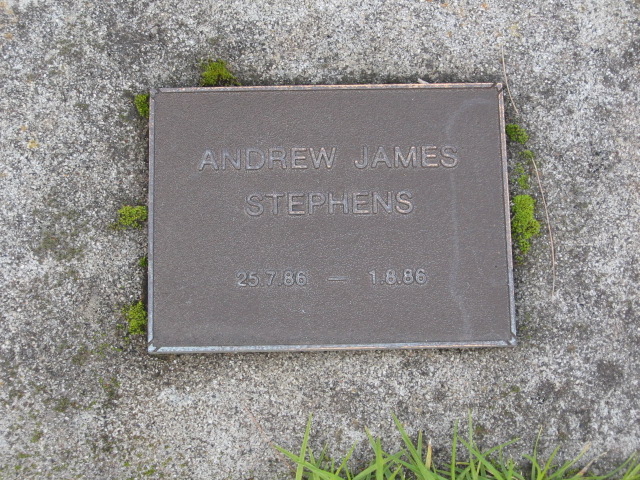 ANDREW JAMES
STEPHENS
25.7.86 — 1.8.86